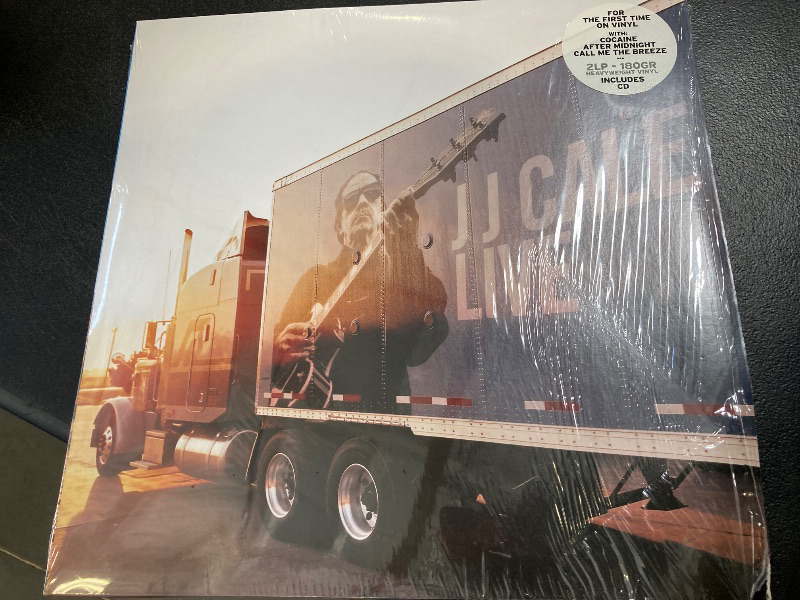 FOR
THE FIRST TIME
ON VINYL
WITH:
COCAINE
AFTER MIDNIGHT
CALL ME THE BREEZE
...
2LP - 180GR
HEAVYWEIGHT VINYL
INCLUDES
CD
JJ CALE
LIVE